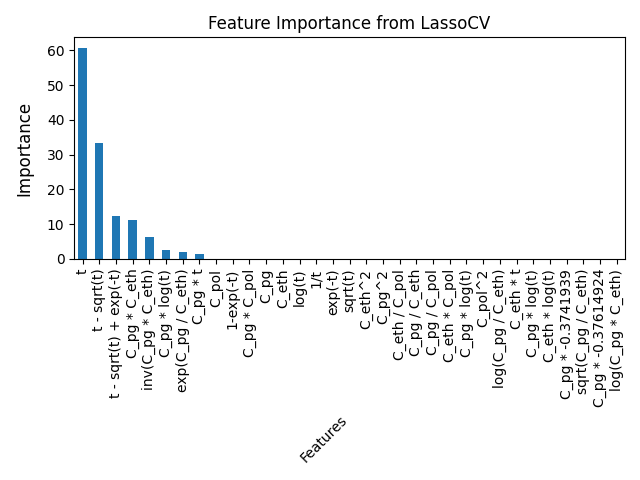 Feature Importance from LassoCV
Importance
60
50
40
30
20
10
0
t
t - sqrt(t)
t - sqrt(t) + exp(-t)
C_pg * C_eth
inv(C_pg * C_eth)
C_pg * log(t)
exp(C_pg / C_eth)
C_pg * t
C_pol
1-exp(-t)
C_pg * C_pol
C_pg
C_eth
log(t)
1/t
exp(-t)
sqrt(t)
C_eth^2
C_pg^2
C_eth / C_pol
C_pg / C_eth
C_pg / C_pol
C_eth * C_pol
C_pg * log(t)
C_pol^2
log(C_pg / C_eth)
C_eth * t
C_pg * log(t)
C_eth * log(t)
C_pg * -0.3741939
sqrt(C_pg / C_eth)
C_pg * -0.37614924
log(C_pg * C_eth)
Features